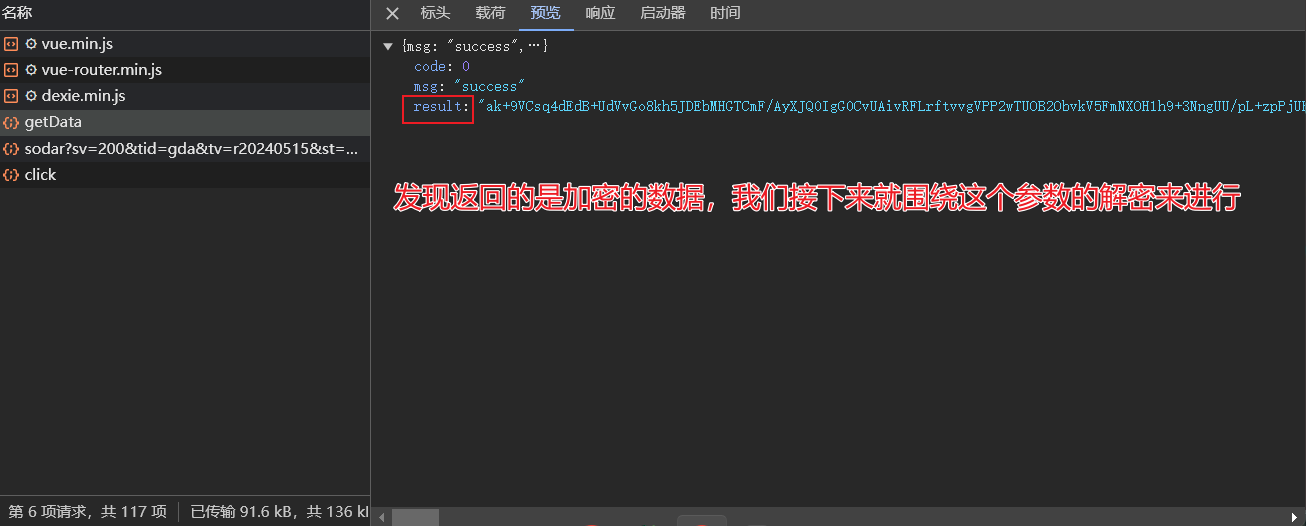 名称
标头 载荷 预览 响应 启动器 时间
vue.min.js
vue-router.min.js
dexie.min.js
getData
sodar?sv=200&tid=gda&tv=r20240515&st=...
click
{msg: "success",…}
code: 0
msg: "success"
result: "ak+9VCsq4dEdB+UdVvGo8kh5JDEbMHGTCmF/AyXJQ0IgG0CvUAivRFLrftvvgVPP2wTUOB2ObvkV5FmNXOH1h9+3NngUU/pL+zpPjU
发现返回的是加密的数据，我们接下来就围绕这个参数的解密来进行
第 6 项请求，共 117 项 已传输 91.6 kB，共 136 k